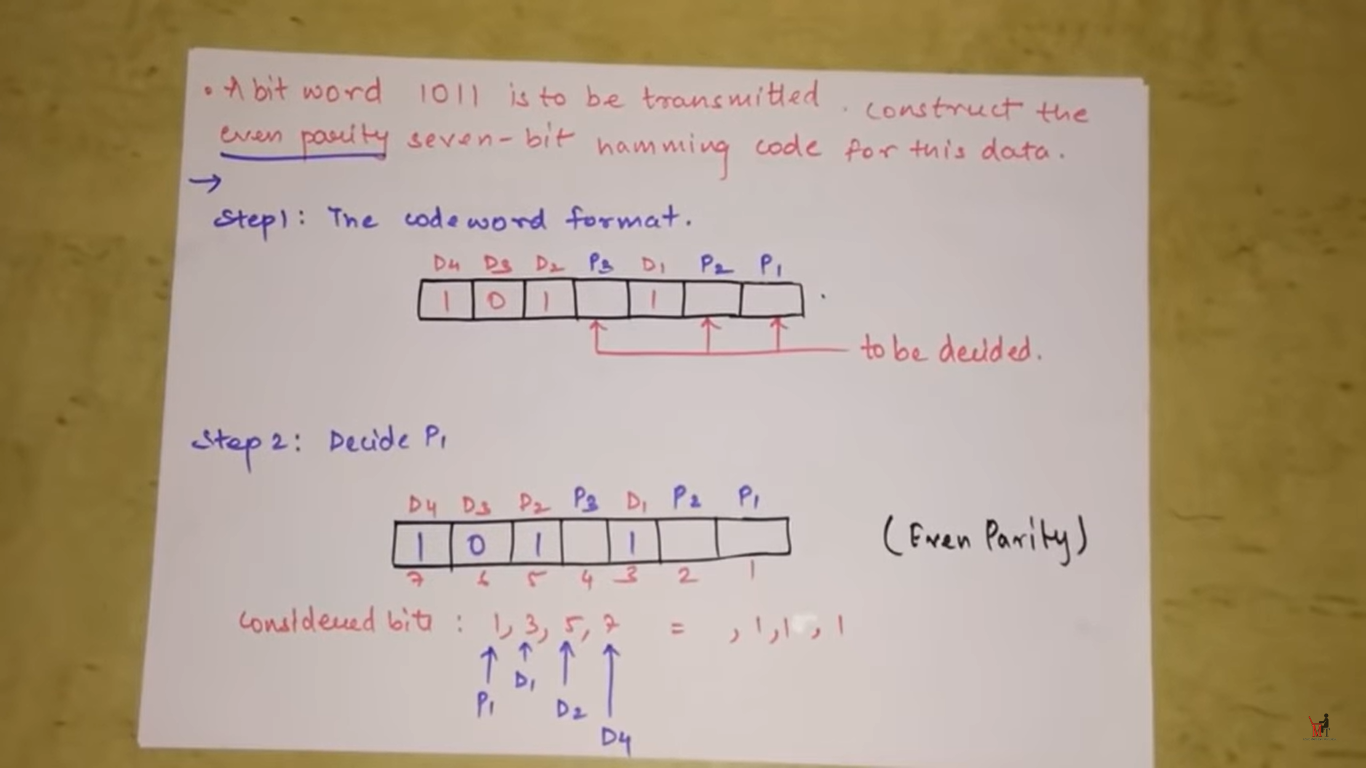 • A bit word 1011 is to be transmitted. construct the
even parity seven-bit hamming code for this data.
→
Step1: The codeword format.
D4 D3 D2 P3 D1 P2 P1
1 0 1 1
to be decided.
Step 2: Decide P1
D4 D3 D2 P3 D1 P2 P1
1 0 1 1
(Even Parity)
7 6 5 4 3 2 1
considered bits : 1, 3, 5, 7 = , 1, 1, 1
P1 D1 D2 D4